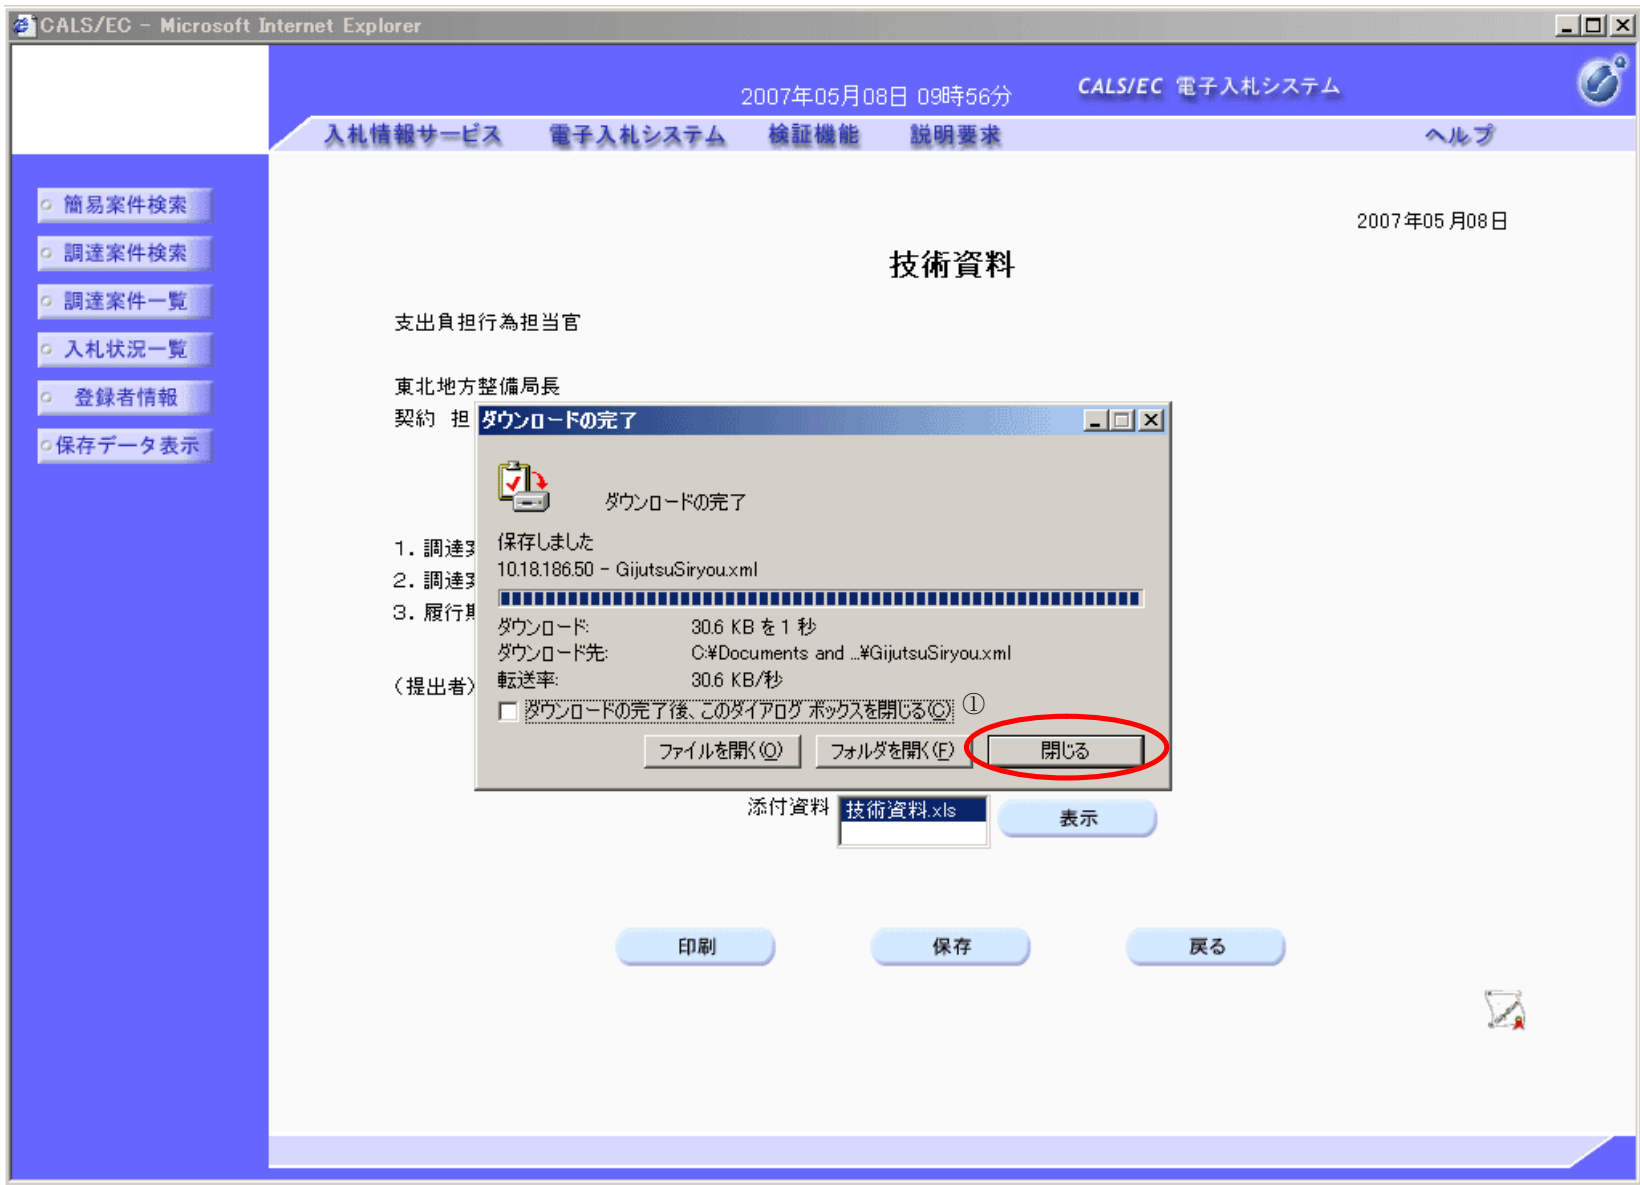 CALS/EC - Microsoft Internet Explorer
2007年05月08日 09時56分
CALS/EC 電子入札システム
入札情報サービス 電子入札システム 検証機能 説明要求 ヘルプ
簡易案件検索
調達案件検索
調達案件一覧
入札状況一覧
登録者情報
保存データ表示
2007年05月08日
技術資料
支出負担行為担当官
東北地方整備局長
契約 担
1. 調達
2. 調達
3. 履行
(提出者)
ダウンロードの完了
ダウンロードの完了
保存しました
10.18.186.50 - GijutsuSiryou.xml
ダウンロード: 30.6 KB を 1 秒
ダウンロード先: C:¥Documents and ...¥GijutsuSiryou.xml
転送率: 30.6 KB/秒
ダウンロードの完了後、このダイアログ ボックスを閉じる(C) ①
ファイルを開く(O) フォルダを開く(F) 閉じる
添付資料 技術資料.xls 表示
印刷 保存 戻る